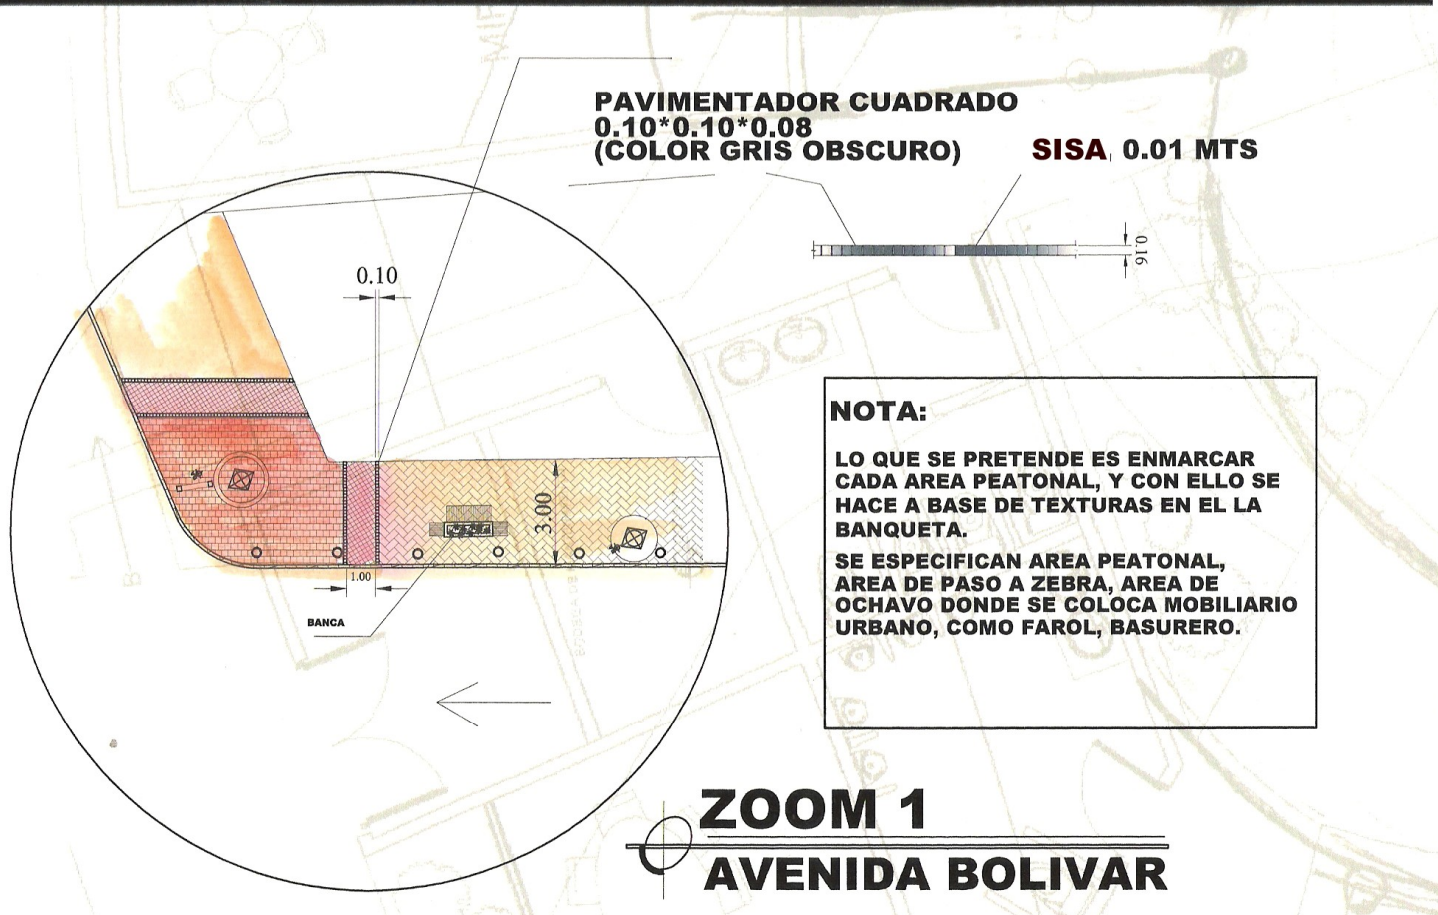 PAVIMENTADOR CUADRADO
0.10*0.10*0.08
(COLOR GRIS OBSCURO)
SISA 0.01 MTS
0.16
0.10
3.00
1.00
BANCA
NOTA:
LO QUE SE PRETENDE ES ENMARCAR
CADA AREA PEATONAL, Y CON ELLO SE
HACE A BASE DE TEXTURAS EN EL LA
BANQUETA.
SE ESPECIFICAN AREA PEATONAL,
AREA DE PASO A ZEBRA, AREA DE
OCHAVO DONDE SE COLOCA MOBILIARIO
URBANO, COMO FAROL, BASURERO.
ZOOM 1
AVENIDA BOLIVAR